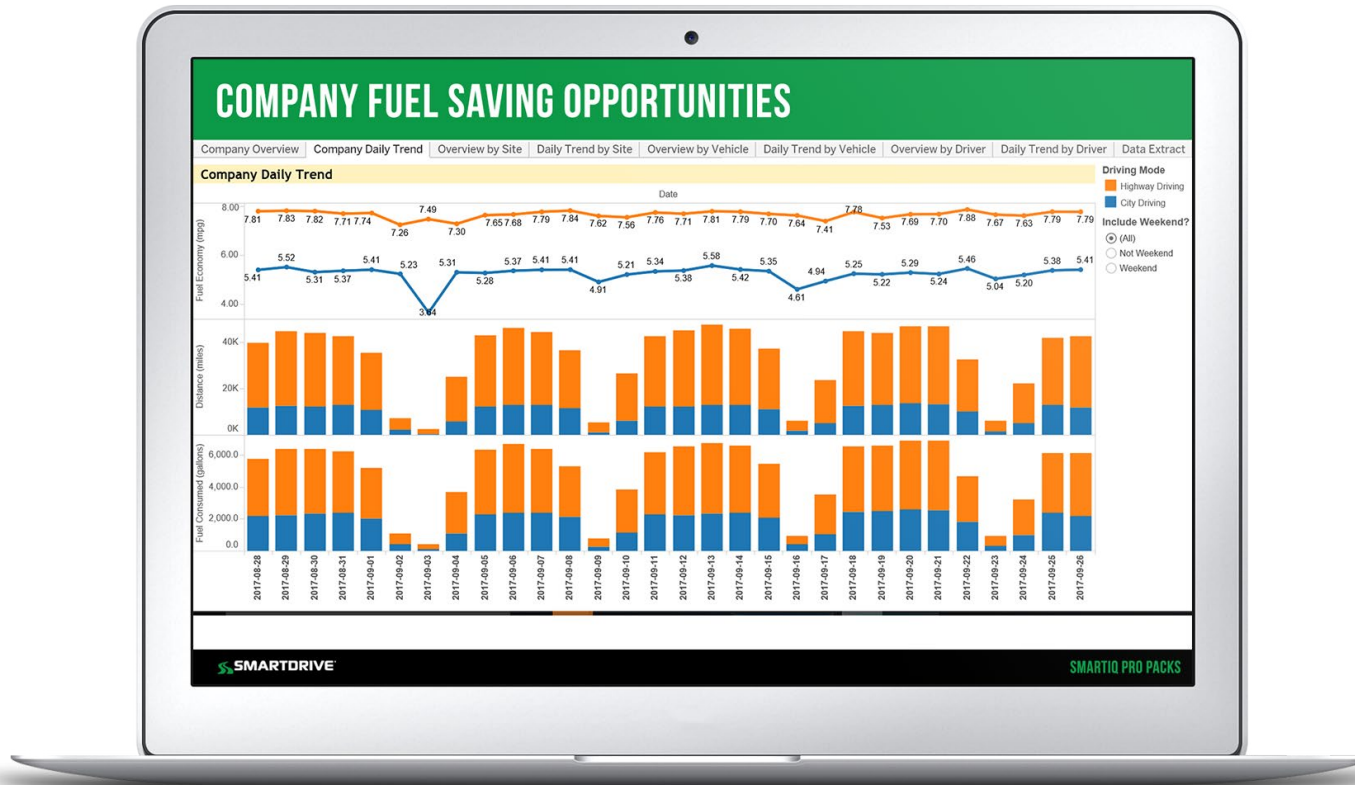 COMPANY FUEL SAVING OPPORTUNITIES
Company Overview Company Daily Trend Overview by Site Daily Trend by Site Overview by Vehicle Daily Trend by Vehicle Overview by Driver Daily Trend by Driver Data Extract
Company Daily Trend
Date
Driving Mode
Highway Driving
City Driving
Include Weekend?
(All)
Not Weekend
Weekend
Fuel Economy (mpg)
8.00
6.00
4.00
7.81 7.83 7.82 7.71 7.74 7.26 7.49 7.30 7.65 7.68 7.79 7.84 7.62 7.56 7.76 7.71 7.81 7.79 7.70 7.64 7.41 7.78 7.53 7.69 7.70 7.88 7.67 7.63 7.79 7.79
5.41 5.52 5.31 5.37 5.41 5.23 5.31 5.28 5.37 5.41 5.41 4.91 5.21 5.34 5.38 5.58 5.42 5.35 4.61 4.94 5.25 5.22 5.29 5.24 5.46 5.04 5.20 5.38 5.41
Distance (miles)
40K
20K
0K
Fuel Consumed (gallons)
6,000.0
4,000.0
2,000.0
0.0
2017-08-28 2017-08-29 2017-08-30 2017-08-31 2017-09-01 2017-09-02 2017-09-03 2017-09-04 2017-09-05 2017-09-06 2017-09-07 2017-09-08 2017-09-09 2017-09-10 2017-09-11 2017-09-12 2017-09-13 2017-09-14 2017-09-15 2017-09-16 2017-09-17 2017-09-18 2017-09-19 2017-09-20 2017-09-21 2017-09-22 2017-09-23 2017-09-24 2017-09-25 2017-09-26
SMARTDRIVE
SMARTIQ PRO PACKS